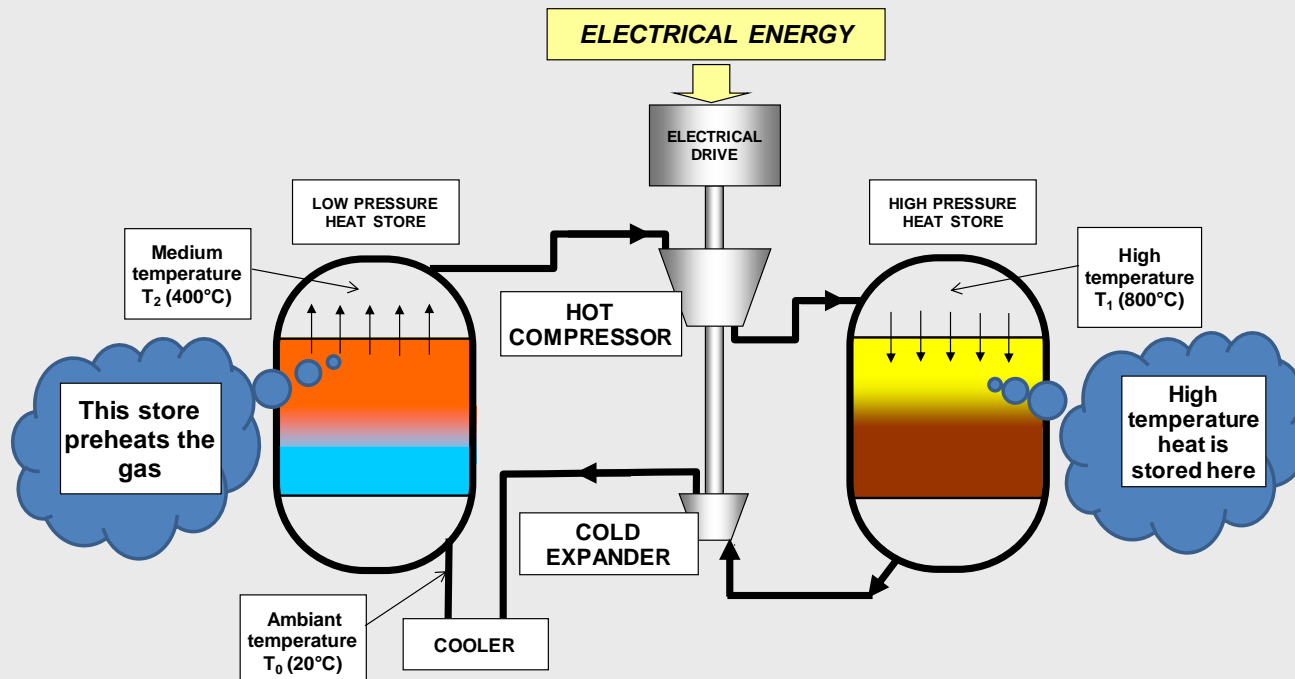 ELECTRICAL ENERGY
ELECTRICAL
DRIVE
LOW PRESSURE
HEAT STORE
HIGH PRESSURE
HEAT STORE
Medium
temperature
T₂ (400°C)
High
temperature
T₁ (800°C)
HOT
COMPRESSOR
This store
preheats the
gas
High
temperature
heat is
stored here
COLD
EXPANDER
Ambiant
temperature
T₀ (20°C)
COOLER